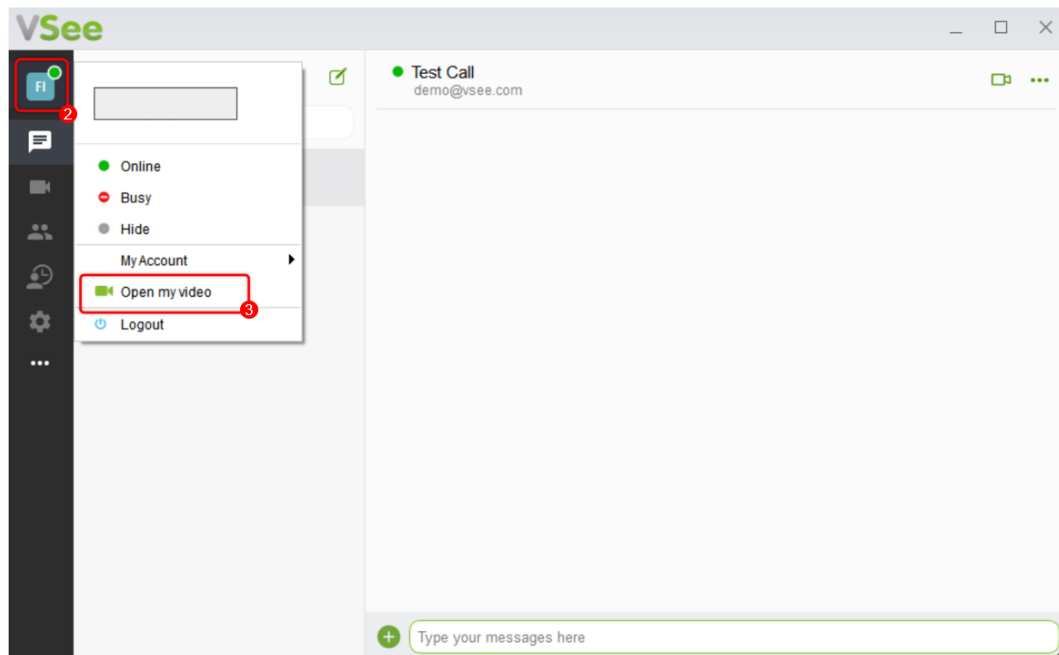 VSee
FI
2
Online
Busy
Hide
My Account
Open my video
3
Logout
Test Call
demo@vsee.com
Type your messages here